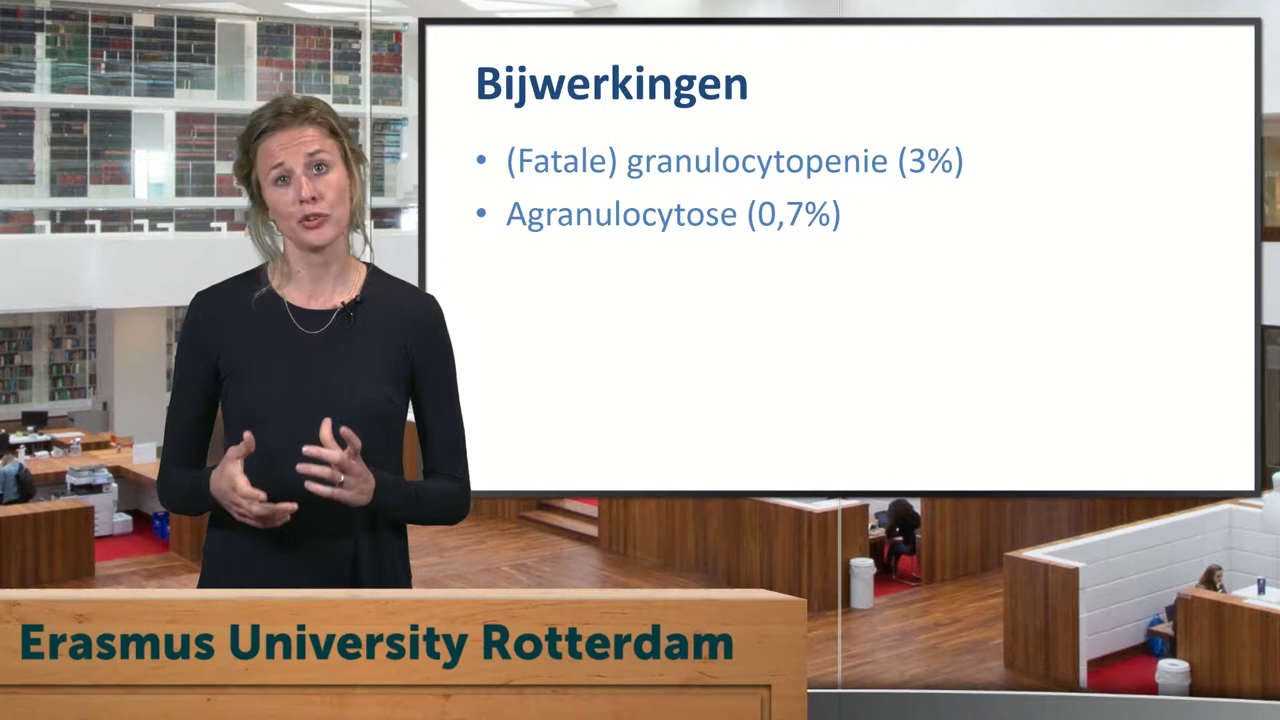 Bijwerkingen
• (Fatale) granulocytopenie (3%)
• Agranulocytose (0,7%)
Erasmus University Rotterdam